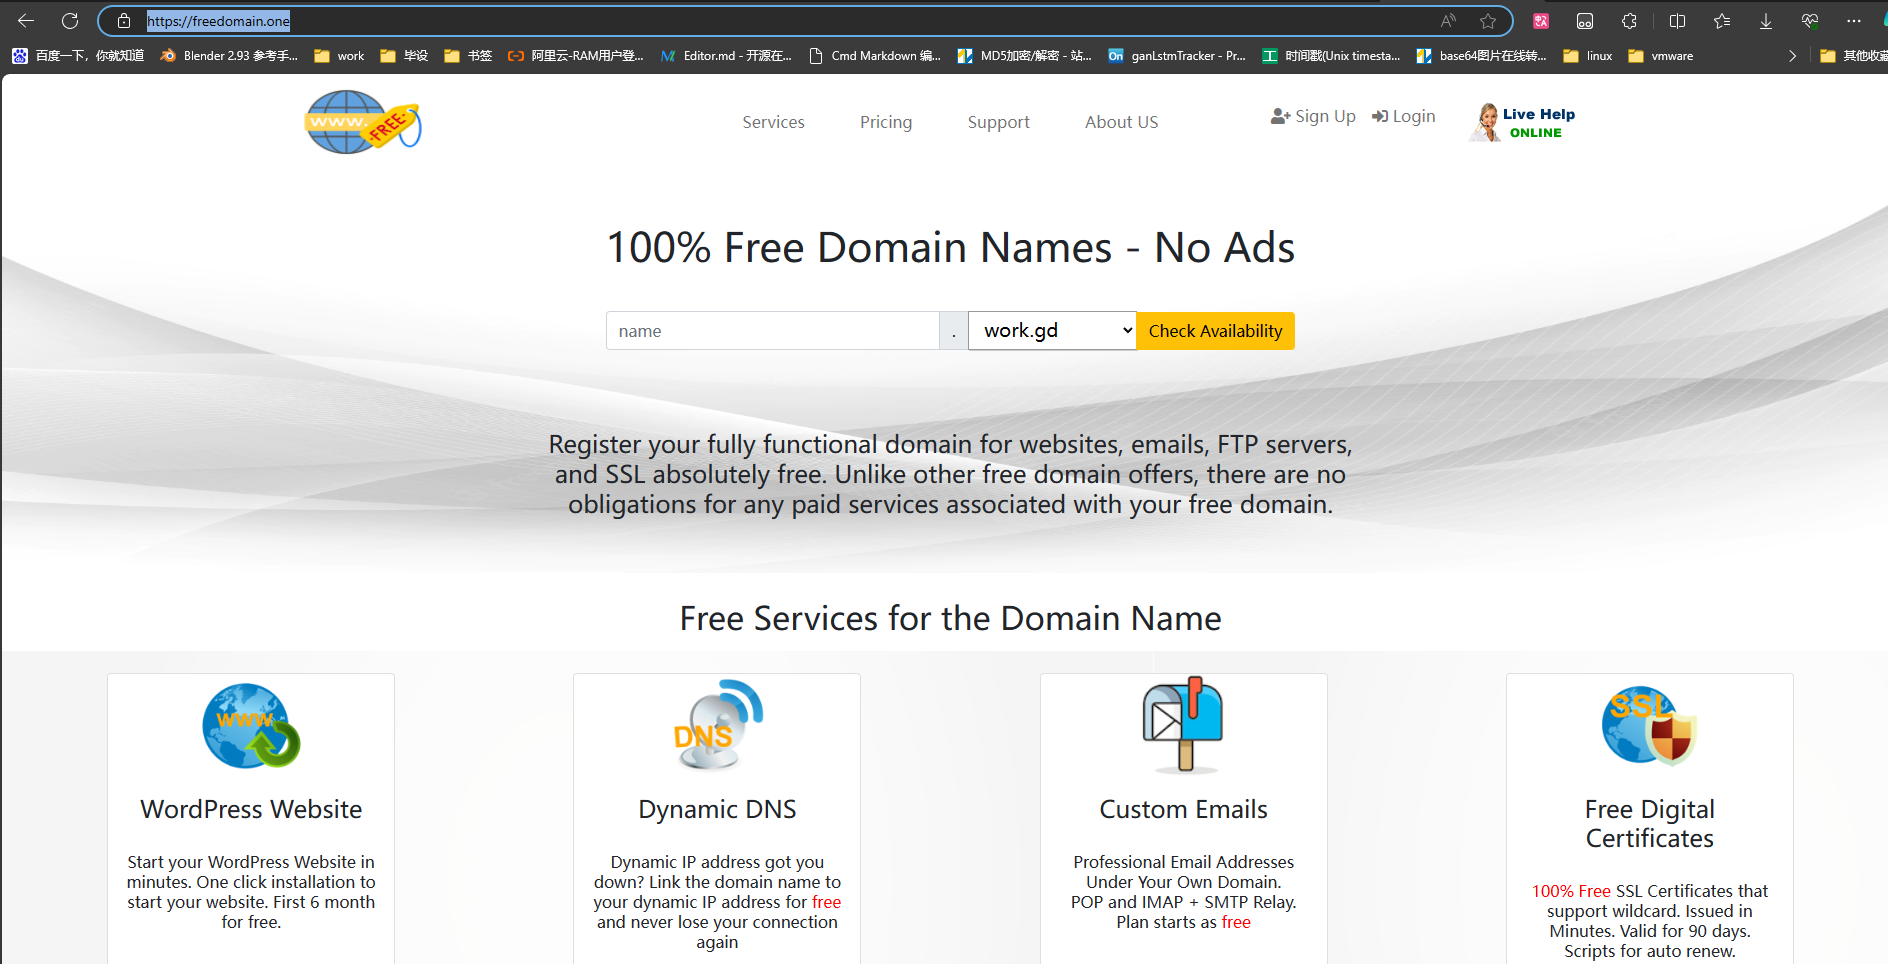 https://freedomain.one
百度一下，你就知道
Blender 2.93 参考手...
work
毕设
书签
阿里云-RAM用户登...
Editor.md - 开源在...
Cmd Markdown 编...
MD5加密/解密 - 站...
On
ganLstmTracker - Pr...
工
时间戳(Unix timesta...
base64图片在线转...
linux
vmware
其他收藏
www.
FREE
Services
Pricing
Support
About US
Sign Up
Login
Live Help
ONLINE
100% Free Domain Names - No Ads
name
.
work.gd
Check Availability
Register your fully functional domain for websites, emails, FTP servers,
and SSL absolutely free. Unlike other free domain offers, there are no
obligations for any paid services associated with your free domain.
Free Services for the Domain Name
WWW
WordPress Website
Start your WordPress Website in
minutes. One click installation to
start your website. First 6 month
for free.
DNS
Dynamic DNS
Dynamic IP address got you
down? Link the domain name to
your dynamic IP address for free
and never lose your connection
again
Custom Emails
Professional Email Addresses
Under Your Own Domain.
POP and IMAP + SMTP Relay.
Plan starts as free
SSL
Free Digital
Certificates
100% Free SSL Certificates that
support wildcard. Issued in
Minutes. Valid for 90 days.
Scripts for auto renew.